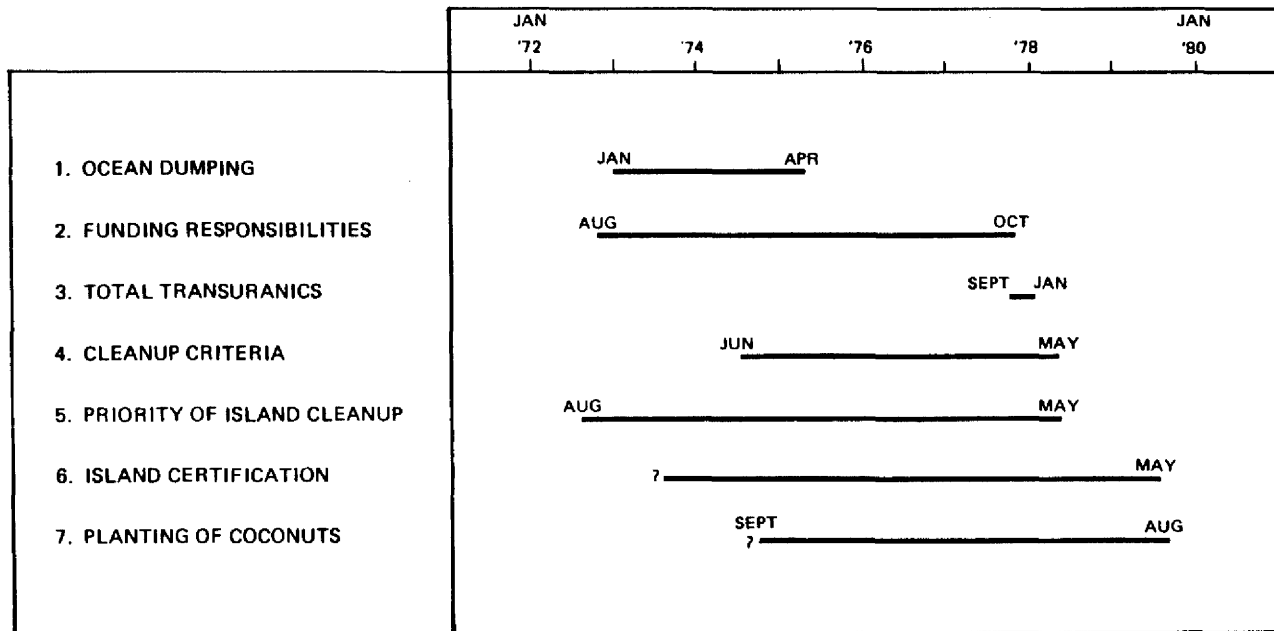 JAN JAN
'72 '74 '76 '78 '80
JAN APR
1. OCEAN DUMPING
AUG OCT
2. FUNDING RESPONSIBILITIES
3. TOTAL TRANSURANICS SEPT JAN
JUN MAY
4. CLEANUP CRITERIA
AUG MAY
5. PRIORITY OF ISLAND CLEANUP
MAY
6. ISLAND CERTIFICATION ?
SEPT AUG
7. PLANTING OF COCONUTS ?